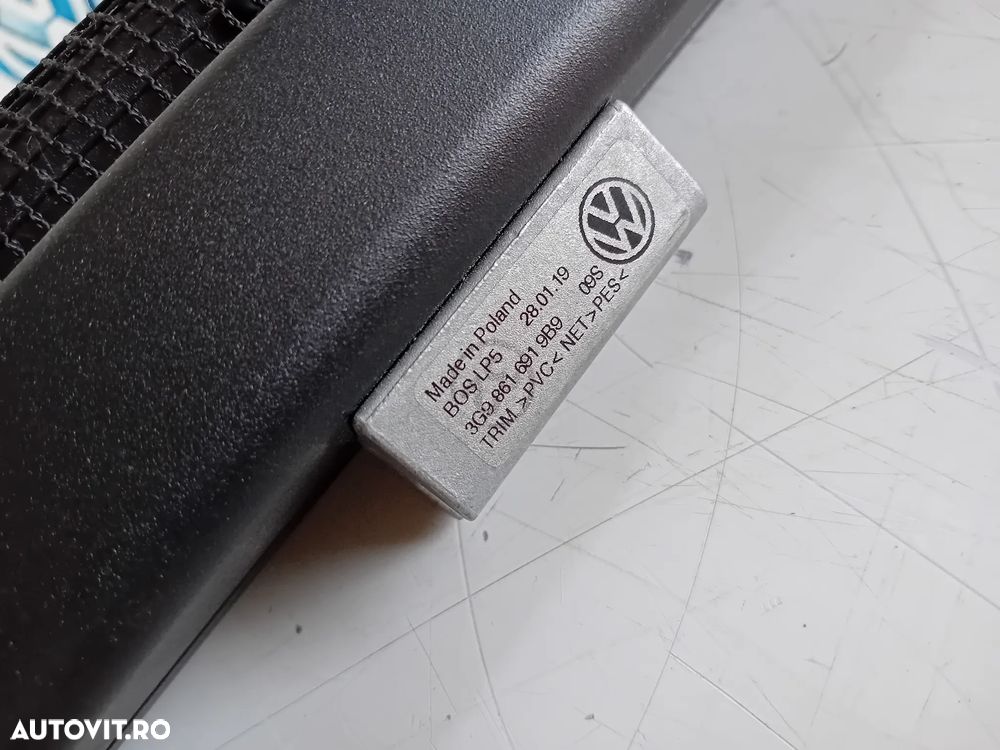 Made in Poland
BOS LP5 28.01.19
3G9 861 691 9B9 09S
TRIM >PVC< NET>PES<
AUTOVIT.RO